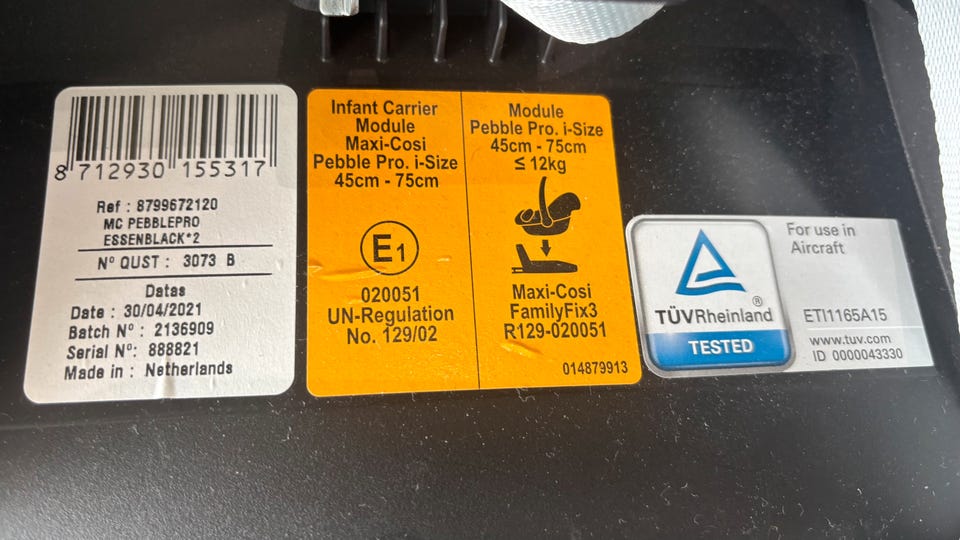 8 712930 155317
Ref : 8799672120
MC PEBBLEPRO
ESSENBLACK*2
Nº QUST : 3073 B
Datas
Date : 30/04/2021
Batch Nº : 2136909
Serial Nº: 888821
Made in : Netherlands
Infant Carrier
Module
Maxi-Cosi
Pebble Pro. i-Size
45cm - 75cm
E1
020051
UN-Regulation
No. 129/02
Module
Pebble Pro. i-Size
45cm - 75cm
≤ 12kg
Maxi-Cosi
FamilyFix3
R129-020051
014879913
TÜVRheinland®
TESTED
For use in
Aircraft
ETI1165A15
www.tuv.com
ID 0000043330